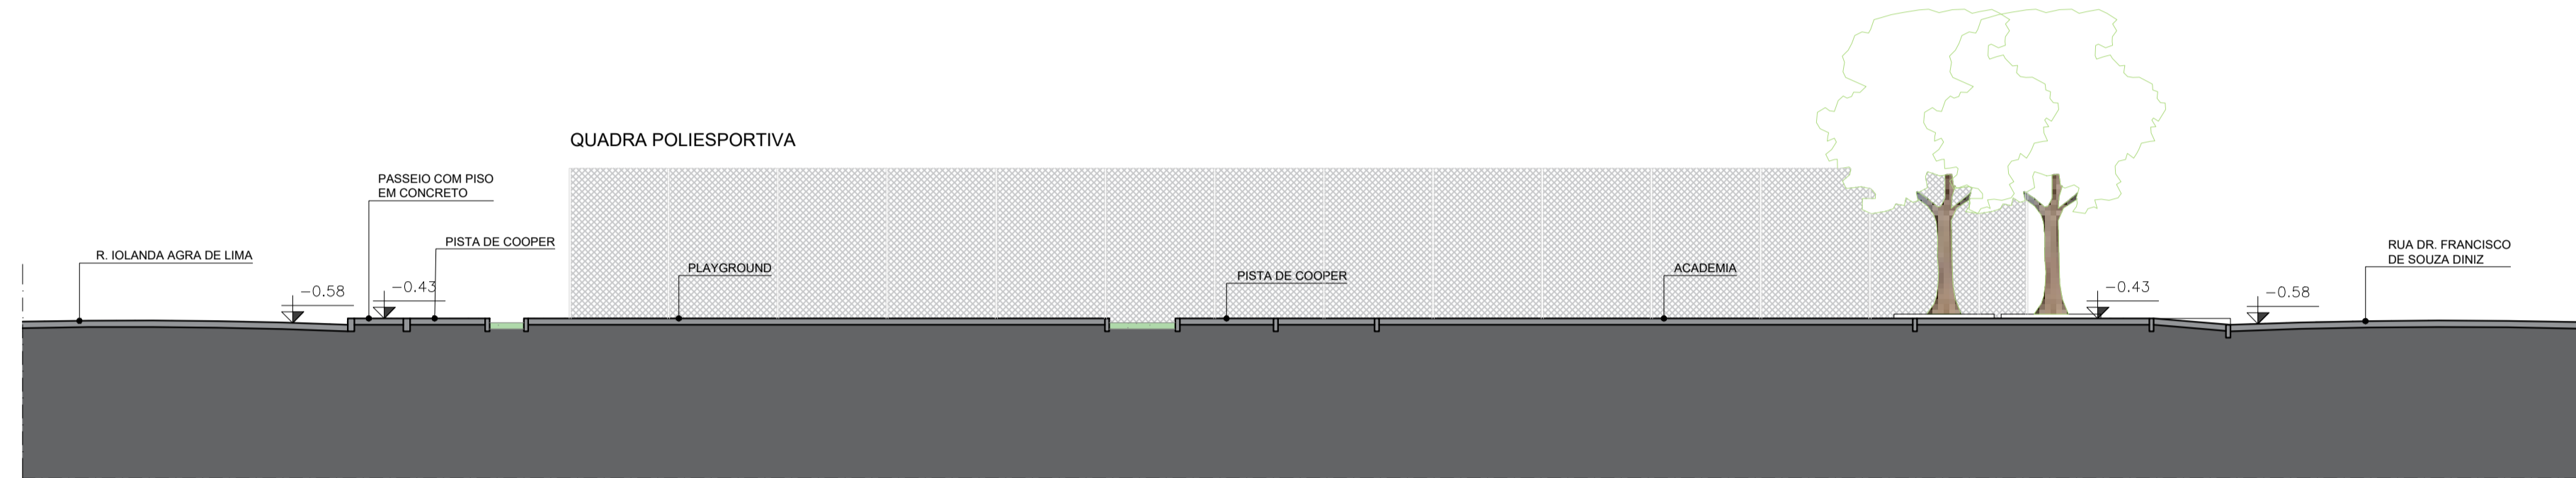 QUADRA POLIESPORTIVA
PASSEIO COM PISO
EM CONCRETO
PISTA DE COOPER
R. IOLANDA AGRA DE LIMA
PLAYGROUND
PISTA DE COOPER
ACADEMIA
RUA DR. FRANCISCO
DE SOUZA DINIZ
-0.58
-0.43
-0.43
-0.58